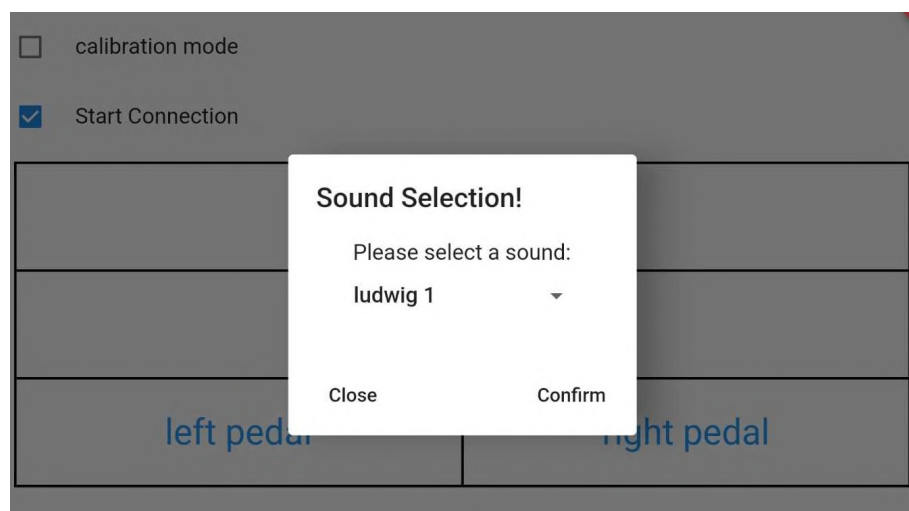 calibration mode
Start Connection
Sound Selection!
Please select a sound:
ludwig 1
Close
Confirm
left pedal
right pedal